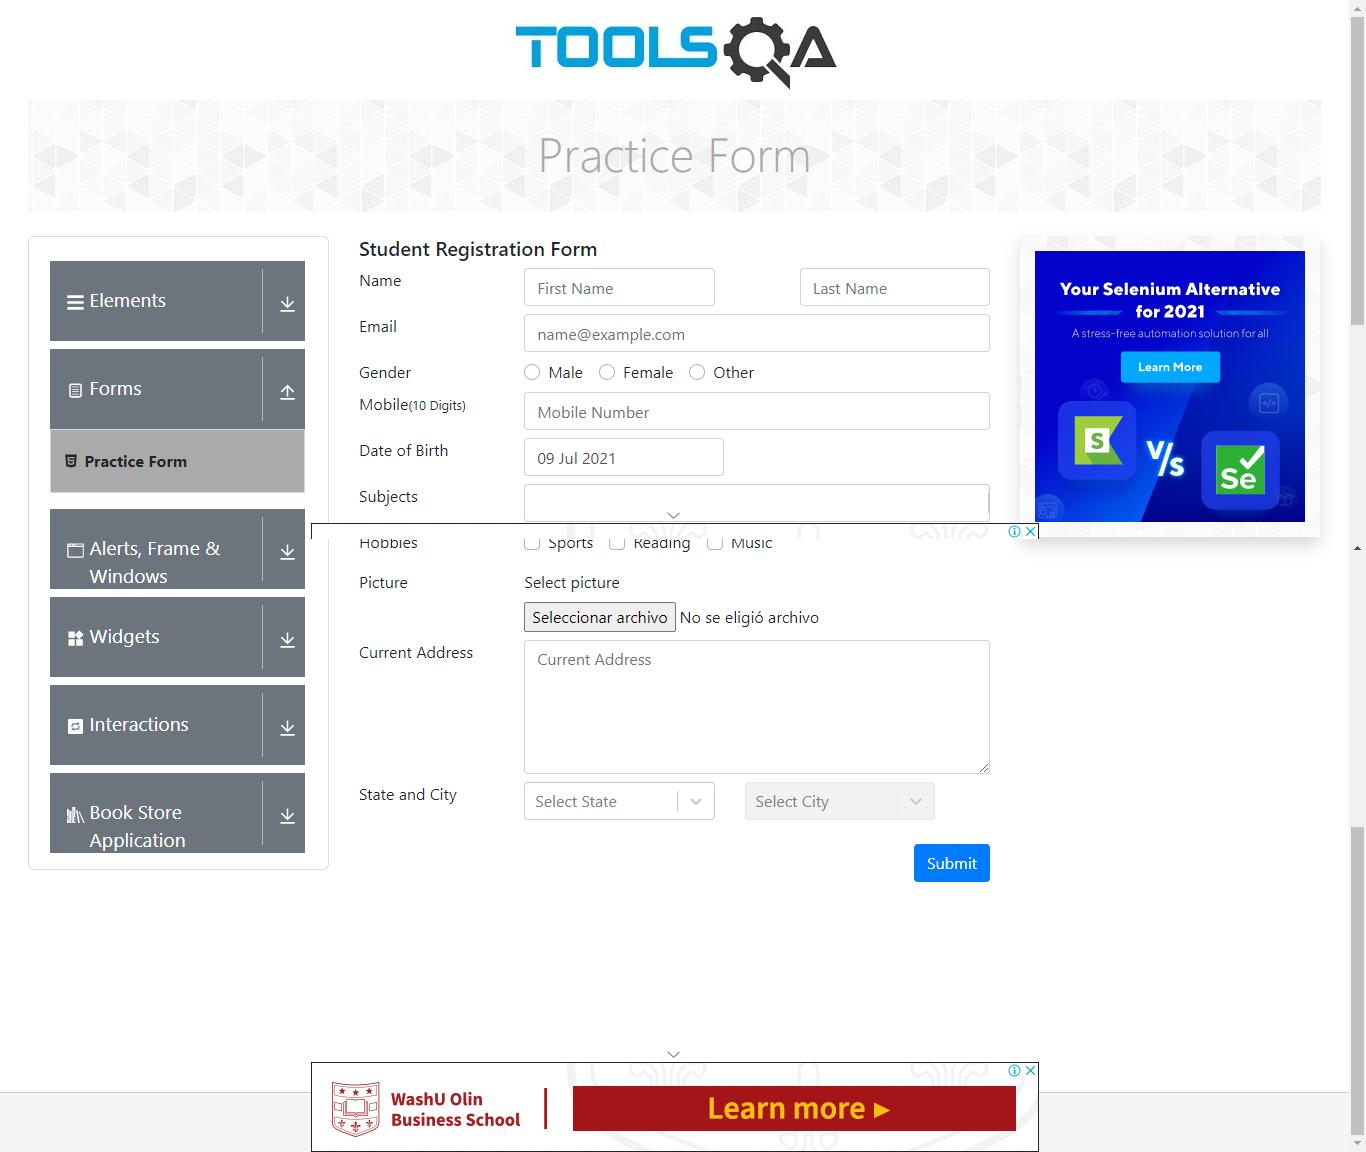 TOOLSQA
Practice Form
Elements
Forms
Practice Form
Alerts, Frame &
Windows
Widgets
Interactions
Book Store
Application
Student Registration Form
Name
First Name
Last Name
Email
name@example.com
Gender
Male
Female
Other
Mobile(10 Digits)
Mobile Number
Date of Birth
09 Jul 2021
Subjects
Hobbies
Sports
Reading
Music
Picture
Select picture
Seleccionar archivo No se eligió archivo
Current Address
Current Address
State and City
Select State
Select City
Submit
Your Selenium Alternative
for 2021
A stress-free automation solution for all
Learn More
S
V/s
Se
WashU Olin
Business School
Learn more ►